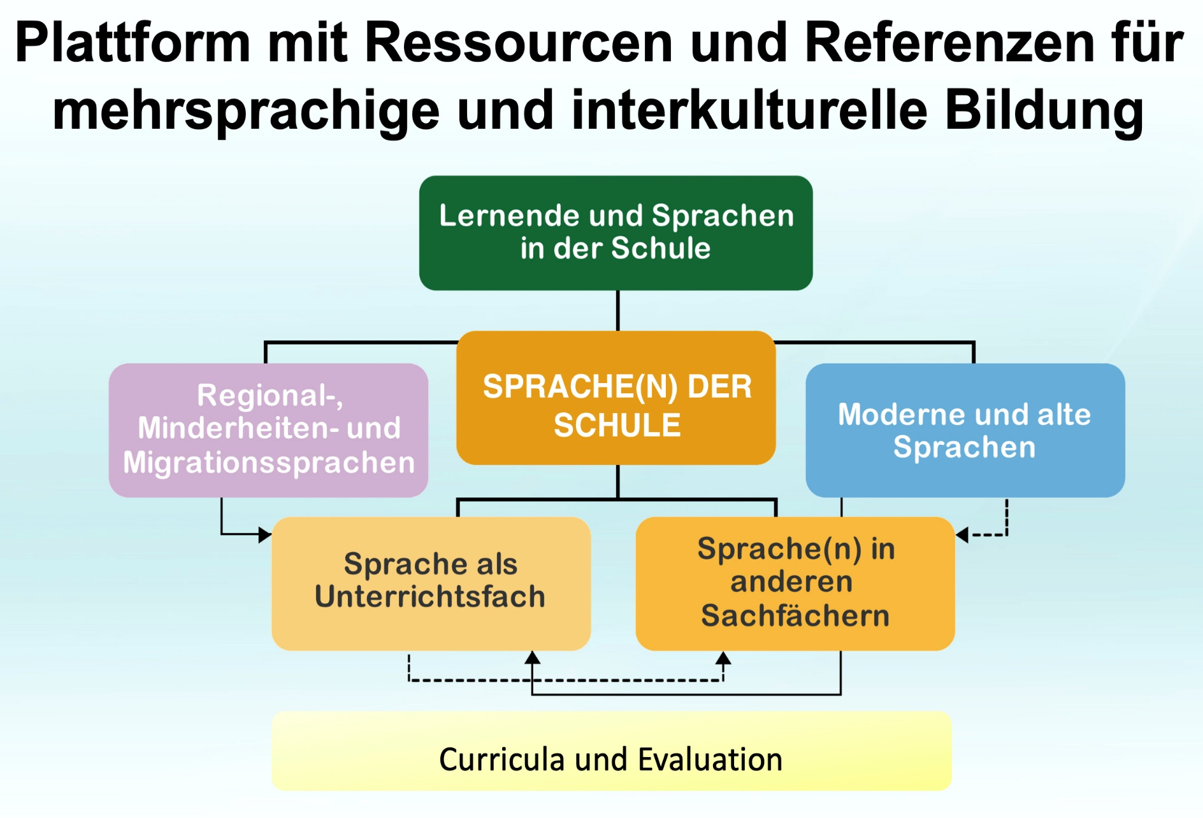 Plattform mit Ressourcen und Referenzen für
mehrsprachige und interkulturelle Bildung
Lernende und Sprachen
in der Schule
Regional-,
Minderheiten- und
Migrationssprachen
SPRACHE(N) DER
SCHULE
Moderne und alte
Sprachen
Sprache als
Unterrichtsfach
Sprache(n) in
anderen
Sachfächern
Curricula und Evaluation